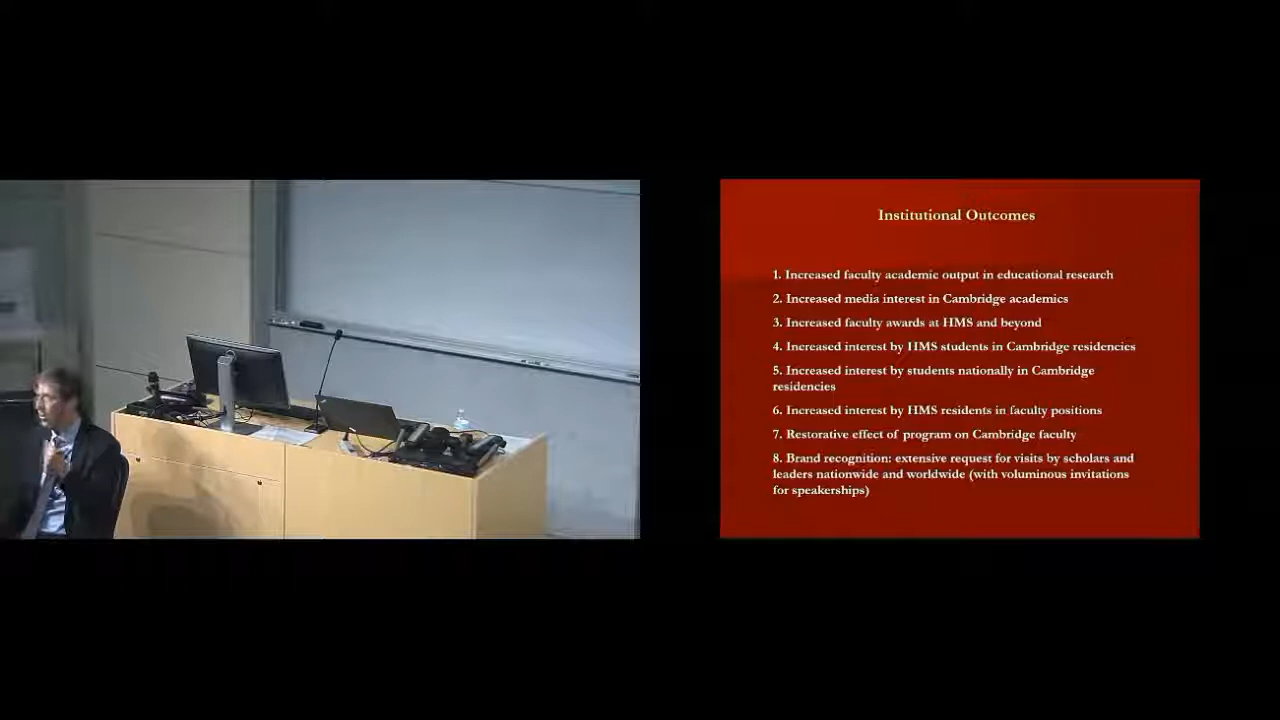 Institutional Outcomes
1. Increased faculty academic output in educational research
2. Increased media interest in Cambridge academics
3. Increased faculty awards at HMS and beyond
4. Increased interest by HMS students in Cambridge residencies
5. Increased interest by students nationally in Cambridge
residencies
6. Increased interest by HMS residents in faculty positions
7. Restorative effect of program on Cambridge faculty
8. Brand recognition: extensive request for visits by scholars and
leaders nationwide and worldwide (with voluminous invitations
for speakerships)